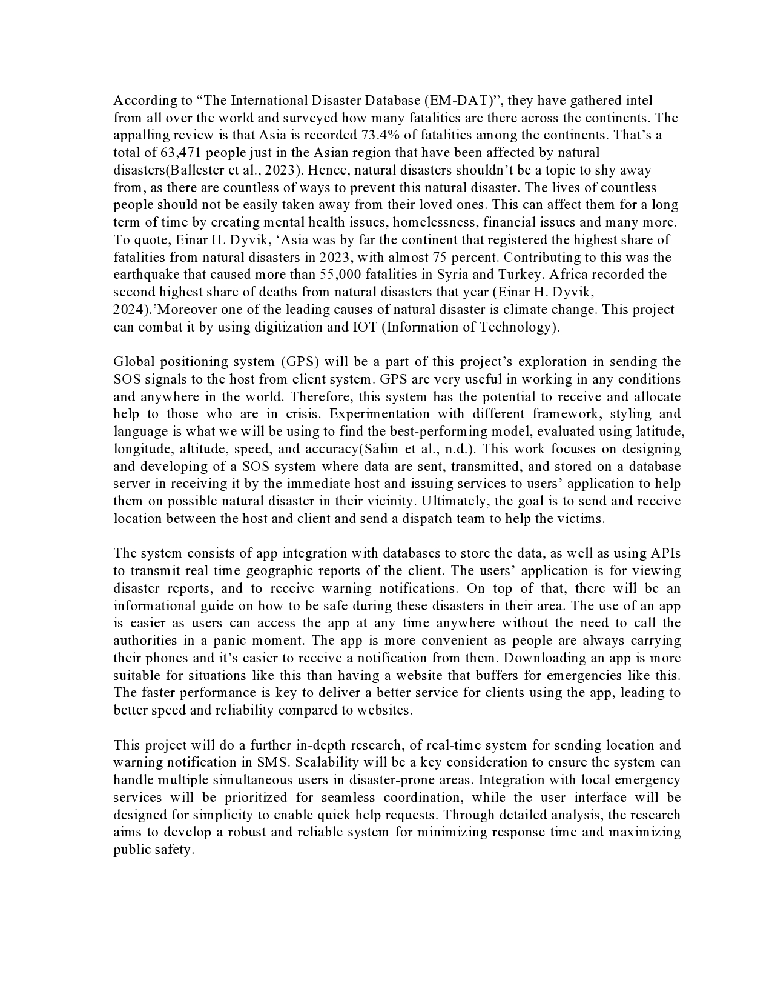 According to “The International Disaster Database (EM-DAT)”, they have gathered intel
from all over the world and surveyed how many fatalities are there across the continents. The
appalling review is that Asia is recorded 73.4% of fatalities among the continents. That’s a
total of 63,471 people just in the Asian region that have been affected by natural
disasters(Ballester et al., 2023). Hence, natural disasters shouldn’t be a topic to shy away
from, as there are countless of ways to prevent this natural disaster. The lives of countless
people should not be easily taken away from their loved ones. This can affect them for a long
term of time by creating mental health issues, homelessness, financial issues and many more.
To quote, Einar H. Dyvik, ‘Asia was by far the continent that registered the highest share of
fatalities from natural disasters in 2023, with almost 75 percent. Contributing to this was the
earthquake that caused more than 55,000 fatalities in Syria and Turkey. Africa recorded the
second highest share of deaths from natural disasters that year (Einar H. Dyvik,
2024).’Moreover one of the leading causes of natural disaster is climate change. This project
can combat it by using digitization and IOT (Information of Technology).
Global positioning system (GPS) will be a part of this project’s exploration in sending the
SOS signals to the host from client system. GPS are very useful in working in any conditions
and anywhere in the world. Therefore, this system has the potential to receive and allocate
help to those who are in crisis. Experimentation with different framework, styling and
language is what we will be using to find the best-performing model, evaluated using latitude,
longitude, altitude, speed, and accuracy(Salim et al., n.d.). This work focuses on designing
and developing of a SOS system where data are sent, transmitted, and stored on a database
server in receiving it by the immediate host and issuing services to users’ application to help
them on possible natural disaster in their vicinity. Ultimately, the goal is to send and receive
location between the host and client and send a dispatch team to help the victims.
The system consists of app integration with databases to store the data, as well as using APIs
to transmit real time geographic reports of the client. The users’ application is for viewing
disaster reports, and to receive warning notifications. On top of that, there will be an
informational guide on how to be safe during these disasters in their area. The use of an app
is easier as users can access the app at any time anywhere without the need to call the
authorities in a panic moment. The app is more convenient as people are always carrying
their phones and it’s easier to receive a notification from them. Downloading an app is more
suitable for situations like this than having a website that buffers for emergencies like this.
The faster performance is key to deliver a better service for clients using the app, leading to
better speed and reliability compared to websites.
This project will do a further in-depth research, of real-time system for sending location and
warning notification in SMS. Scalability will be a key consideration to ensure the system can
handle multiple simultaneous users in disaster-prone areas. Integration with local emergency
services will be prioritized for seamless coordination, while the user interface will be
designed for simplicity to enable quick help requests. Through detailed analysis, the research
aims to develop a robust and reliable system for minimizing response time and maximizing
public safety.